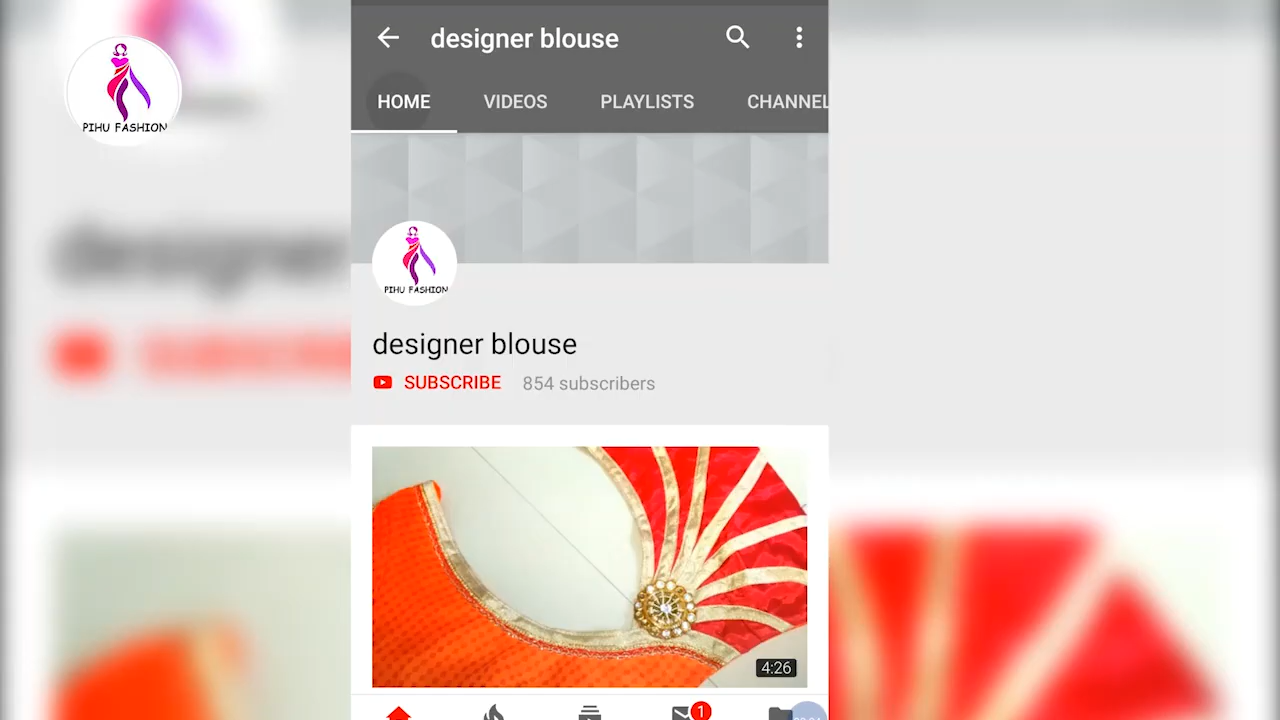 PIHU FASHION
designer blouse
HOME VIDEOS PLAYLISTS CHANNEL
PIHU FASHION
designer blouse
SUBSCRIBE 854 subscribers
4:26
1